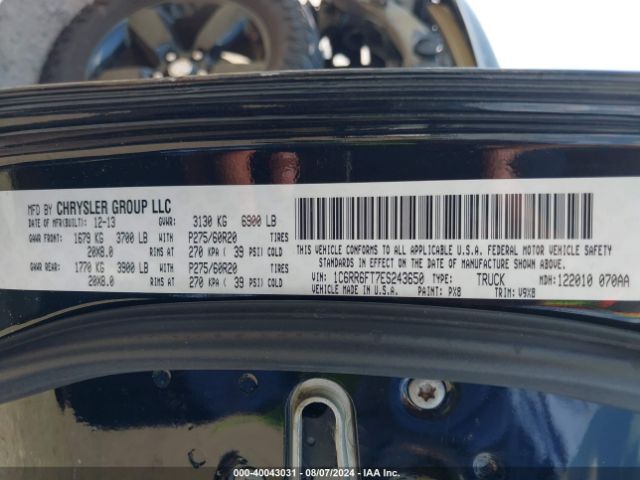 MFD BY CHRYSLER GROUP LLC
DATE OF MFR(BUILT): 12-13 GVWR: 3130 KG 6900 LB
GAWR FRONT: 1679 KG 3700 LB WITH P275/60R20 TIRES
20X8.0 RIMS AT 270 KPA ( 39 PSI) COLD
GAWR REAR: 1770 KG 3900 LB WITH P275/60R20 TIRES
20X8.0 RIMS AT 270 KPA ( 39 PSI) COLD
THIS VEHICLE CONFORMS TO ALL APPLICABLE U.S.A. FEDERAL MOTOR VEHICLE SAFETY
STANDARDS IN EFFECT ON THE DATE OF MANUFACTURE SHOWN ABOVE.
VIN: 1C6RR6FT7ES243650 TYPE: TRUCK MDH: 122010 070AA
VEHICLE MADE IN U.S.A. PAINT: PX8 TRIM: V9X8
000-40043031 - 08/07/2024 - IAA Inc.